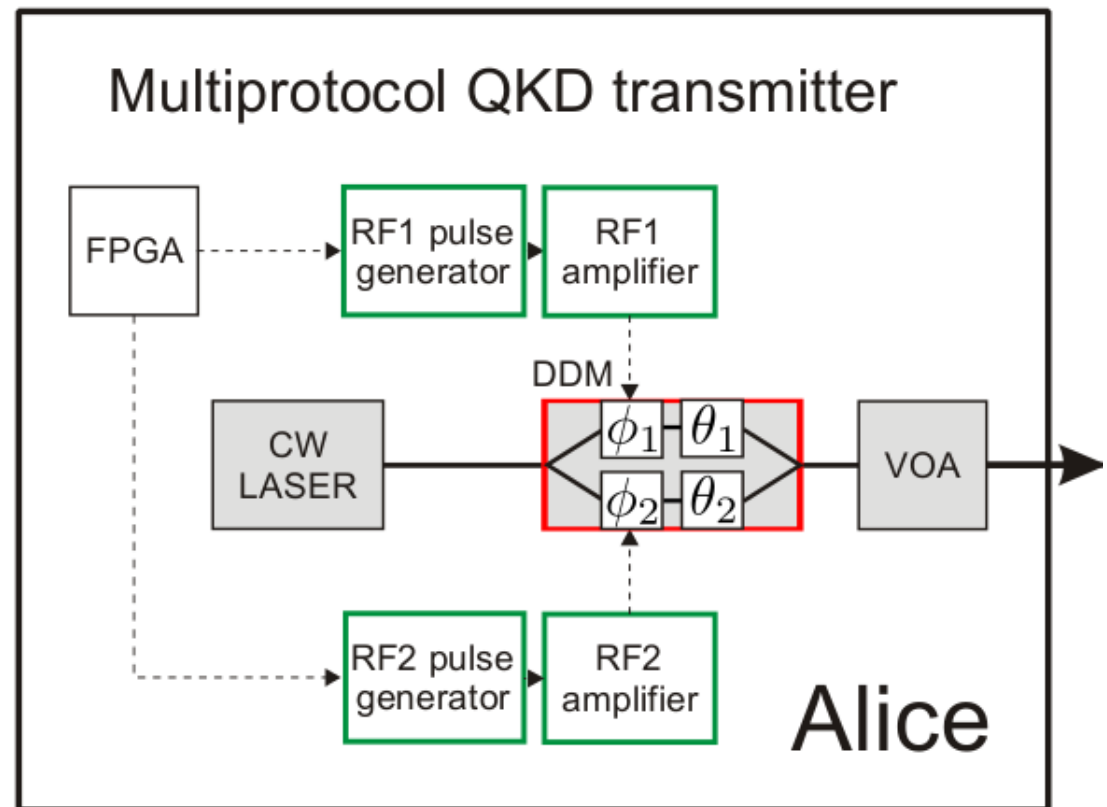 Multiprotocol QKD transmitter
FPGA
RF1 pulse
generator
RF1
amplifier
DDM
CW
LASER
ϕ₁
θ₁
ϕ₂
θ₂
VOA
RF2 pulse
generator
RF2
amplifier
Alice